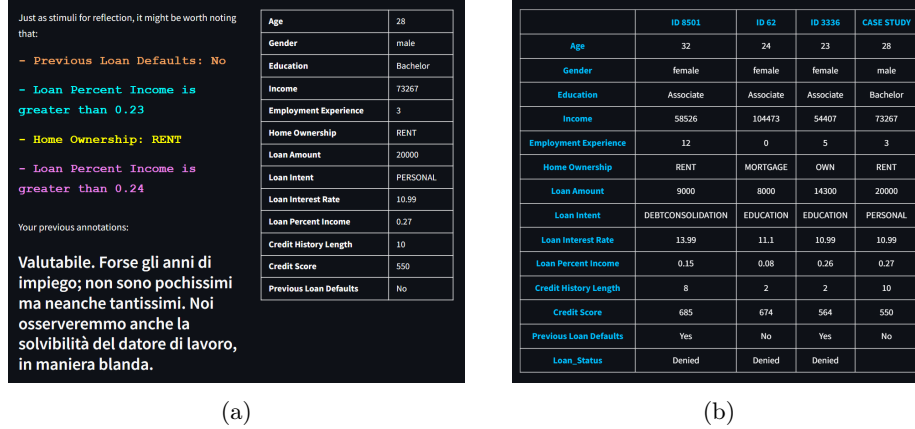 Just as stimuli for reflection, it might be worth noting
that:
- Previous Loan Defaults: No
- Loan Percent Income is
greater than 0.23
- Home Ownership: RENT
- Loan Percent Income is
greater than 0.24
Your previous annotations:
Valutabile. Forse gli anni di
impiego; non sono pochissimi
ma neanche tantissimi. Noi
osserveremmo anche la
solvibilità del datore di lavoro,
in maniera blanda.
Age 28
Gender male
Education Bachelor
Income 73267
Employment Experience 3
Home Ownership RENT
Loan Amount 20000
Loan Intent PERSONAL
Loan Interest Rate 10.99
Loan Percent Income 0.27
Credit History Length 10
Credit Score 550
Previous Loan Defaults No
(a)
ID 8501 ID 62 ID 3336 CASE STUDY
Age 32 24 23 28
Gender female female female male
Education Associate Associate Associate Bachelor
Income 58526 104473 54407 73267
Employment Experience 12 0 5 3
Home Ownership RENT MORTGAGE OWN RENT
Loan Amount 9000 8000 14300 20000
Loan Intent DEBTCONSOLIDATION EDUCATION EDUCATION PERSONAL
Loan Interest Rate 13.99 11.1 10.99 10.99
Loan Percent Income 0.15 0.08 0.26 0.27
Credit History Length 8 2 2 10
Credit Score 685 674 564 550
Previous Loan Defaults Yes No Yes No
Loan_Status Denied Denied Denied
(b)